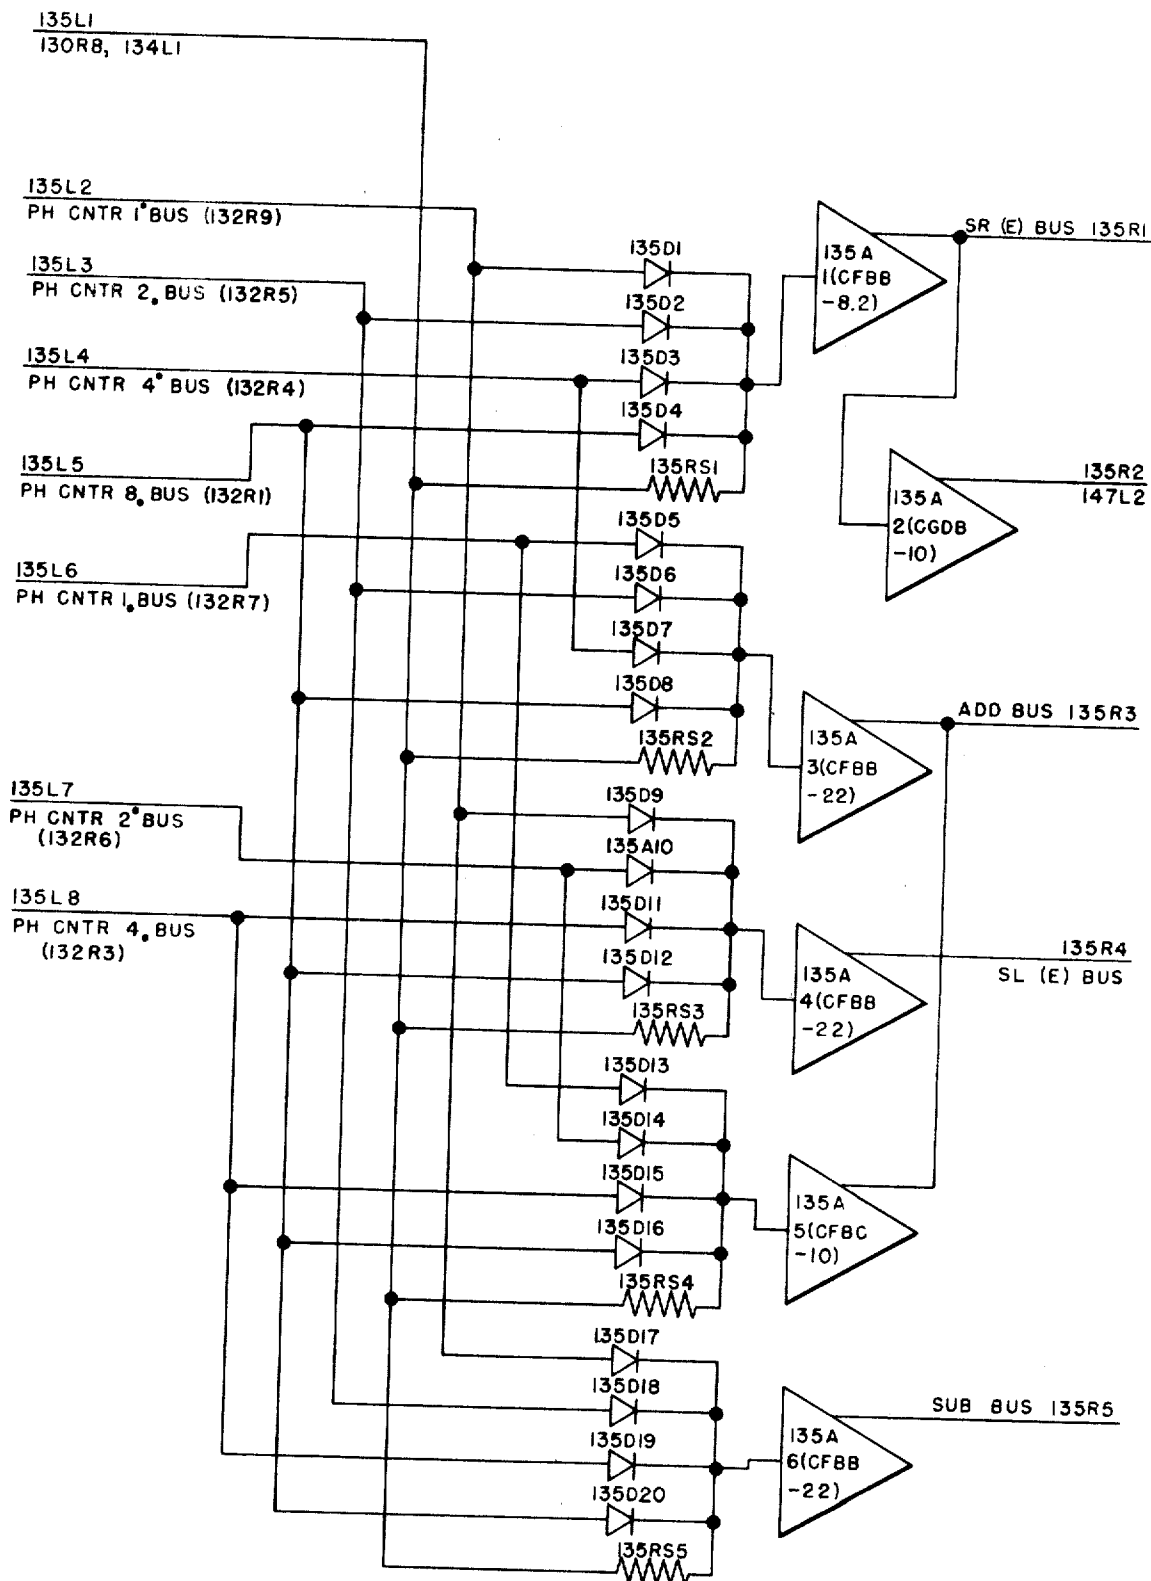 135L1
130R8, 134L1
135L2
PH CNTR 1° BUS (132R9)
135L3
PH CNTR 2. BUS (132R5)
135L4
PH CNTR 4° BUS (132R4)
135L5
PH CNTR 8. BUS (132R1)
135L6
PH CNTR 1. BUS (132R7)
135L7
PH CNTR 2° BUS
(132R6)
135L8
PH CNTR 4. BUS
(132R3)
135D1
135D2
135D3
135D4
135RS1
135D5
135D6
135D7
135D8
135RS2
135D9
135A10
135D11
135D12
135RS3
135D13
135D14
135D15
135D16
135RS4
135D17
135D18
135D19
135D20
135RS5
135A
1(CFBB
-8.2)
SR (E) BUS 135R1
135A
2(CGDB
-10)
135R2
147L2
135A
3(CFBB
-22)
ADD BUS 135R3
135A
4(CFBB
-22)
135R4
SL (E) BUS
135A
5(CFBC
-10)
135A
6(CFBB
-22)
SUB BUS 135R5